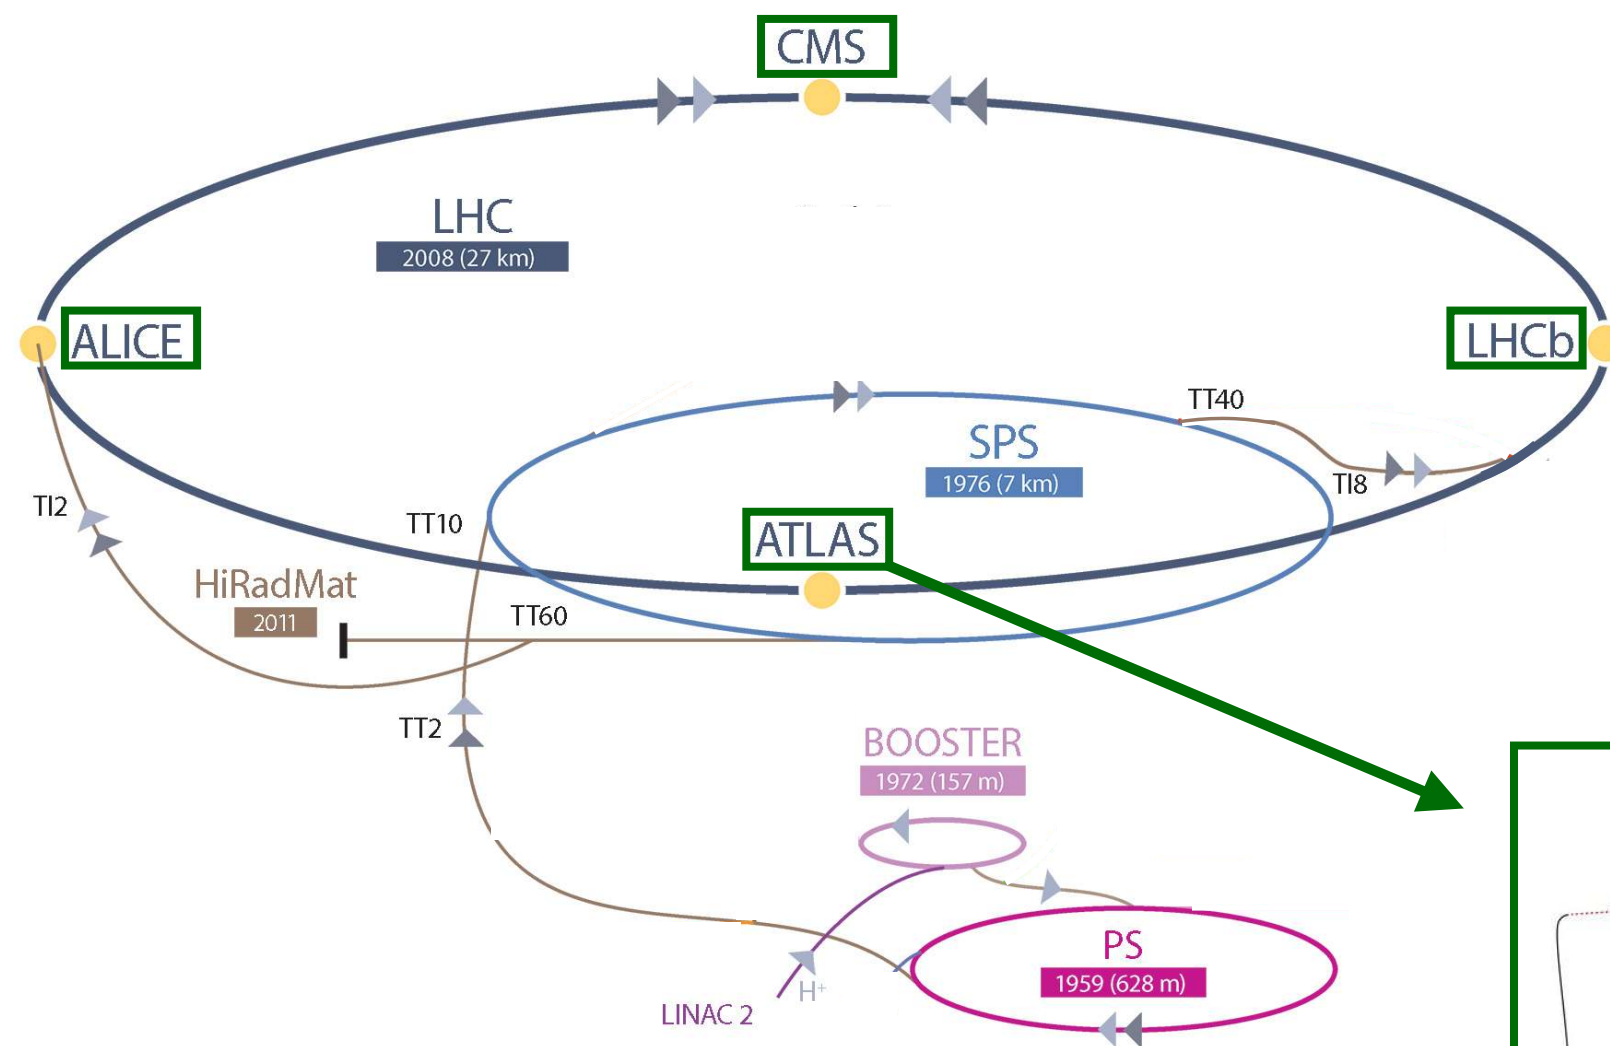 CMS
LHC
2008 (27 km)
ALICE
LHCb
TT40
SPS
1976 (7 km)
TI8
TI2
TT10
ATLAS
HiRadMat
2011
TT60
TT2
BOOSTER
1972 (157 m)
PS
1959 (628 m)
H⁺
LINAC 2